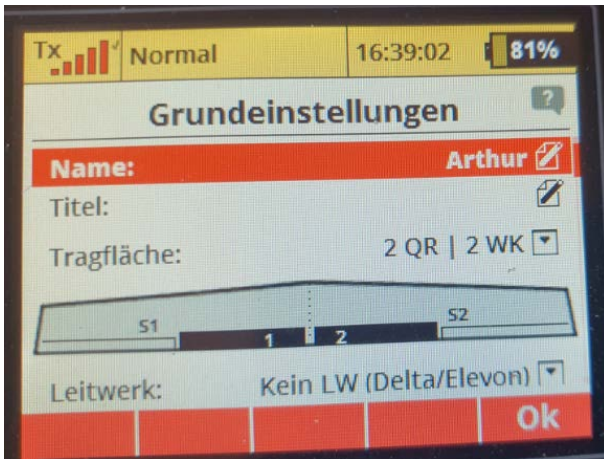 Tx Normal 16:39:02 81%
Grundeinstellungen ?
Name: Arthur
Titel:
Tragfläche: 2 QR | 2 WK
S1 1 2 S2
Leitwerk: Kein LW (Delta/Elevon)
Ok